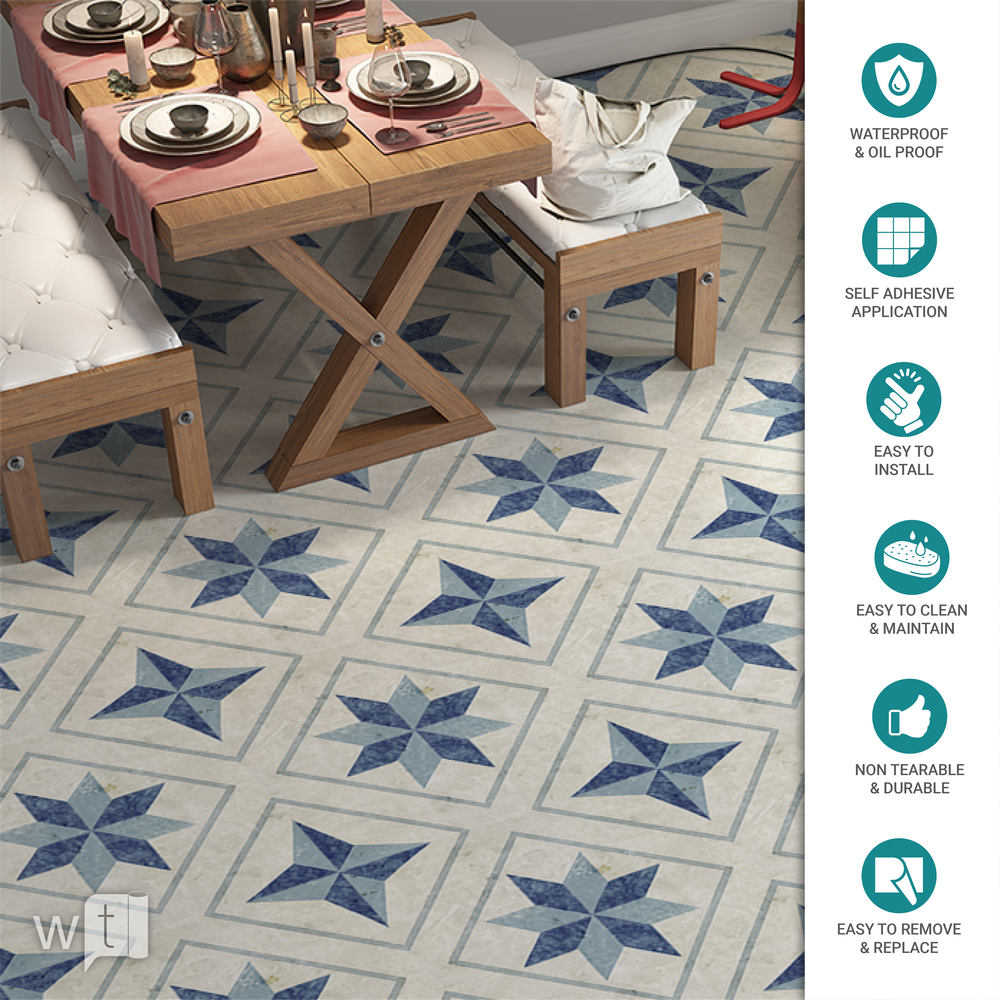 WATERPROOF
& OIL PROOF
SELF ADHESIVE
APPLICATION
EASY TO
INSTALL
EASY TO CLEAN
& MAINTAIN
NON TEARABLE
& DURABLE
EASY TO REMOVE
& REPLACE
w t